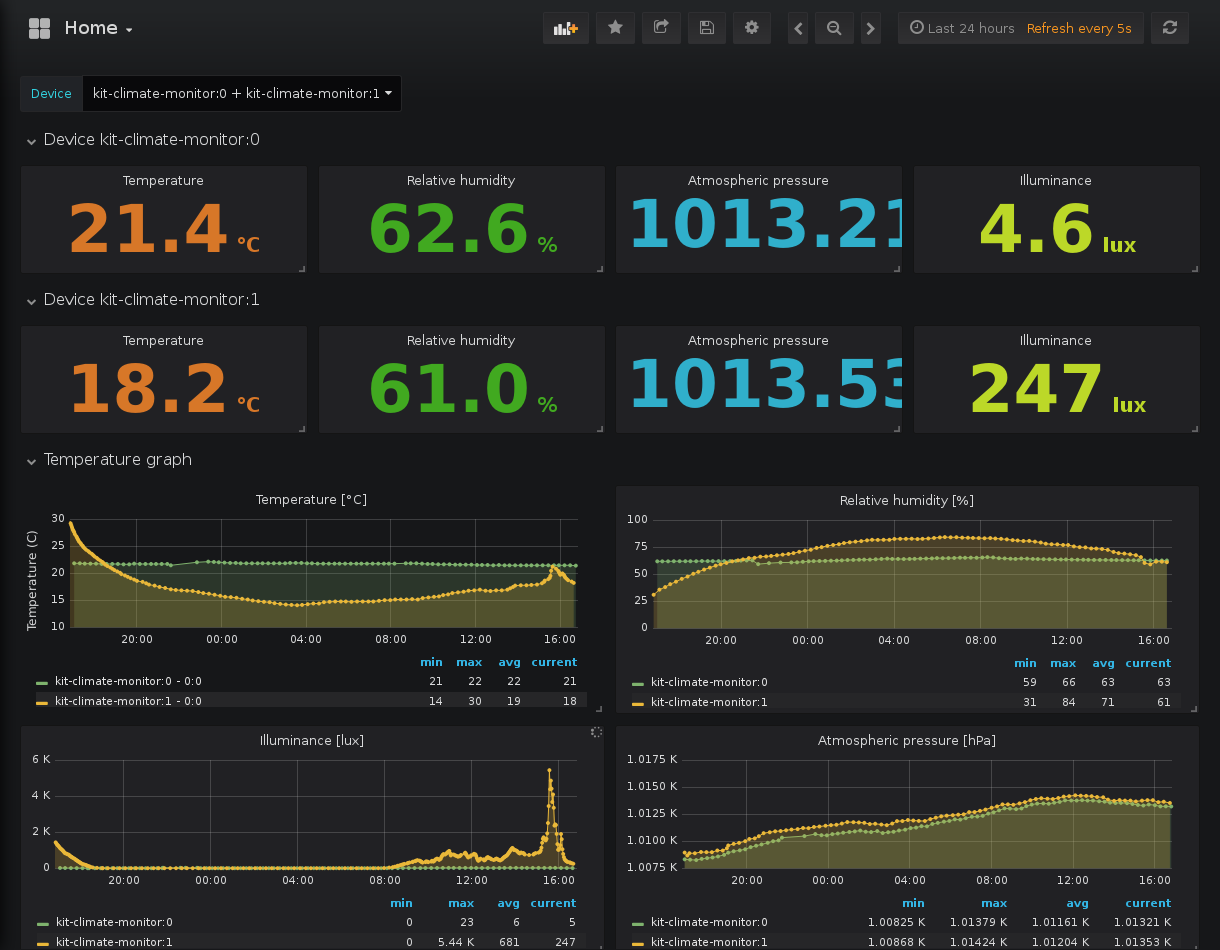 Home
Last 24 hours Refresh every 5s
Device kit-climate-monitor:0 + kit-climate-monitor:1
Device kit-climate-monitor:0
Temperature Relative humidity Atmospheric pressure Illuminance
21.4 °C 62.6 % 1013.21 4.6 lux
Device kit-climate-monitor:1
Temperature Relative humidity Atmospheric pressure Illuminance
18.2 °C 61.0 % 1013.53 247 lux
Temperature graph
Temperature [°C]
Temperature (C)
30
25
20
15
10
20:00 00:00 04:00 08:00 12:00 16:00
min max avg current
kit-climate-monitor:0 - 0:0 21 22 22 21
kit-climate-monitor:1 - 0:0 14 30 19 18
Relative humidity [%]
100
75
50
25
0
20:00 00:00 04:00 08:00 12:00 16:00
min max avg current
kit-climate-monitor:0 59 66 63 63
kit-climate-monitor:1 31 84 71 61
Illuminance [lux]
6 K
4 K
2 K
0
20:00 00:00 04:00 08:00 12:00 16:00
min max avg current
kit-climate-monitor:0 0 23 6 5
kit-climate-monitor:1 0 5.44 K 681 247
Atmospheric pressure [hPa]
1.0175 K
1.0150 K
1.0125 K
1.0100 K
1.0075 K
20:00 00:00 04:00 08:00 12:00 16:00
min max avg current
kit-climate-monitor:0 1.00825 K 1.01379 K 1.01161 K 1.01321 K
kit-climate-monitor:1 1.00868 K 1.01424 K 1.01204 K 1.01353 K